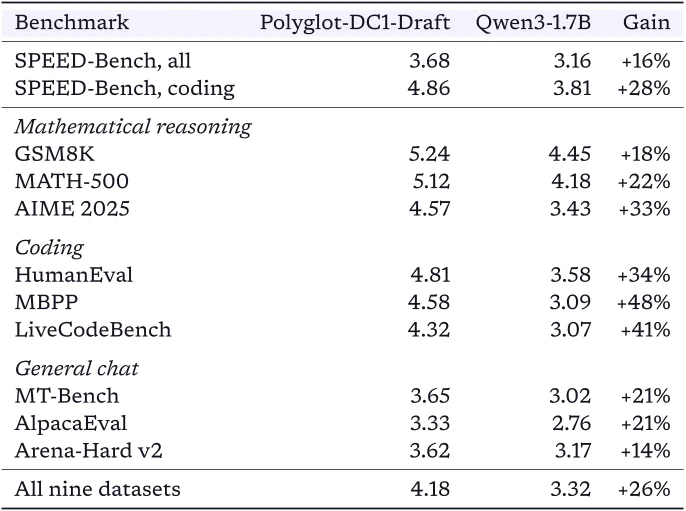 Benchmark Polyglot-DC1-Draft Qwen3-1.7B Gain
SPEED-Bench, all 3.68 3.16 +16%
SPEED-Bench, coding 4.86 3.81 +28%
Mathematical reasoning
GSM8K 5.24 4.45 +18%
MATH-500 5.12 4.18 +22%
AIME 2025 4.57 3.43 +33%
Coding
HumanEval 4.81 3.58 +34%
MBPP 4.58 3.09 +48%
LiveCodeBench 4.32 3.07 +41%
General chat
MT-Bench 3.65 3.02 +21%
AlpacaEval 3.33 2.76 +21%
Arena-Hard v2 3.62 3.17 +14%
All nine datasets 4.18 3.32 +26%